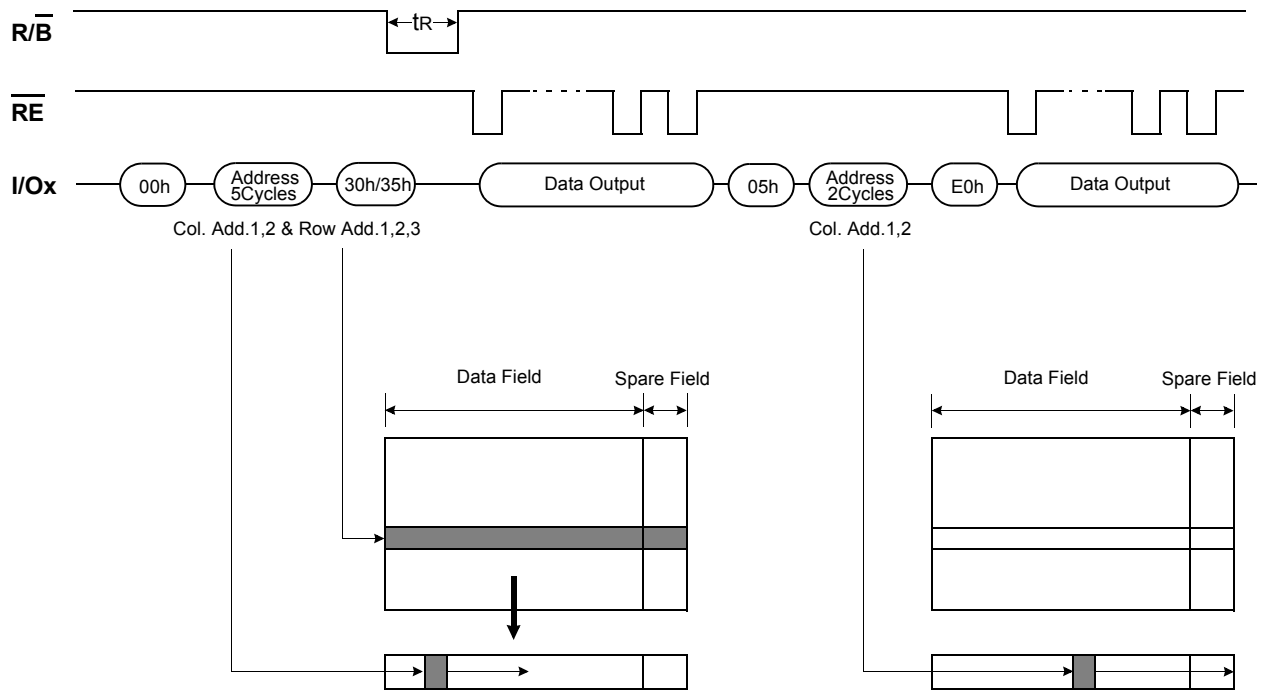 R/B
tR
RE
I/Ox
00h
Address
5Cycles
30h/35h
Data Output
05h
Address
2Cycles
E0h
Data Output
Col. Add.1,2 & Row Add.1,2,3
Col. Add.1,2
Data Field
Spare Field
Data Field
Spare Field